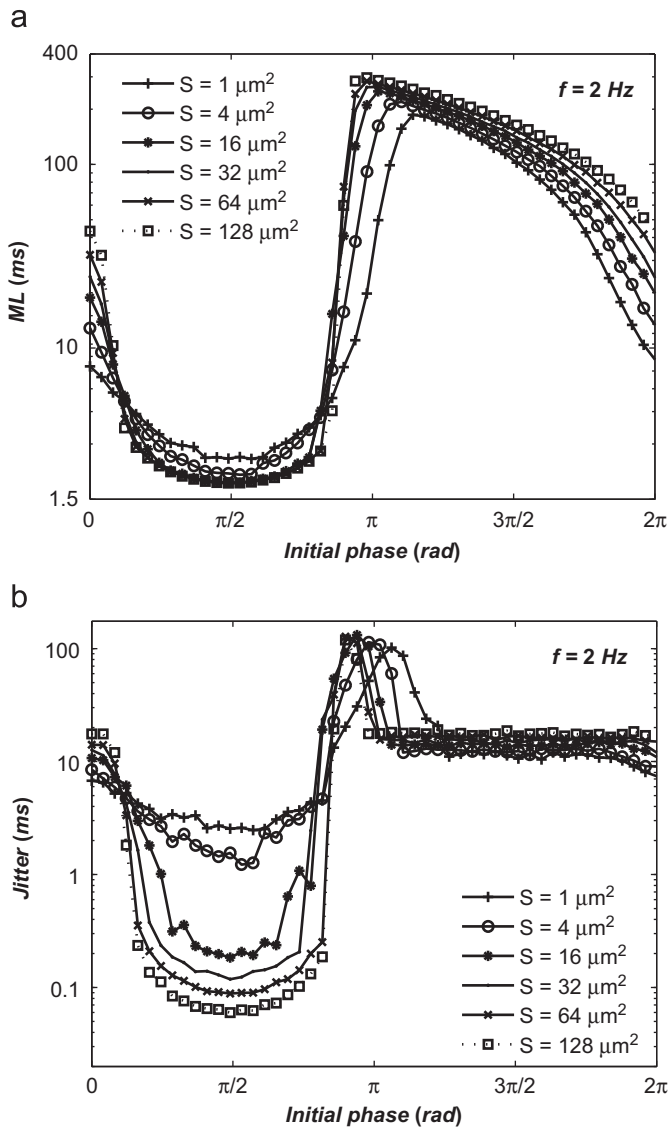 a
400
100
10
1.5
ML (ms)
S = 1 μm²
S = 4 μm²
S = 16 μm²
S = 32 μm²
S = 64 μm²
S = 128 μm²
f = 2 Hz
0
π/2
π
3π/2
2π
Initial phase (rad)
b
100
10
1
0.1
Jitter (ms)
f = 2 Hz
S = 1 μm²
S = 4 μm²
S = 16 μm²
S = 32 μm²
S = 64 μm²
S = 128 μm²
0
π/2
π
3π/2
2π
Initial phase (rad)